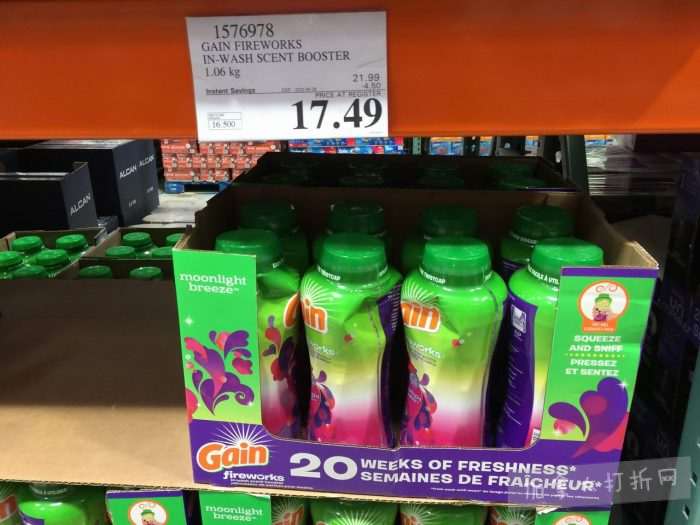 1576978
GAIN FIREWORKS
IN-WASH SCENT BOOSTER
1.06 kg
21.99
Instant Savings
-4.50
PRICE AT REGISTER
16.500
17.49
ALCAN
ALCAN
ALCAN
moonlight
breeze™
Gain
Gain
Gain
SQUEEZE
AND SNIFF
PRESSEZ
ET SENTEZ
Gain
fireworks
20 WEEKS OF FRESHNESS*
SEMAINES DE FRAÎCHEUR*
moonlight
breeze
打折网